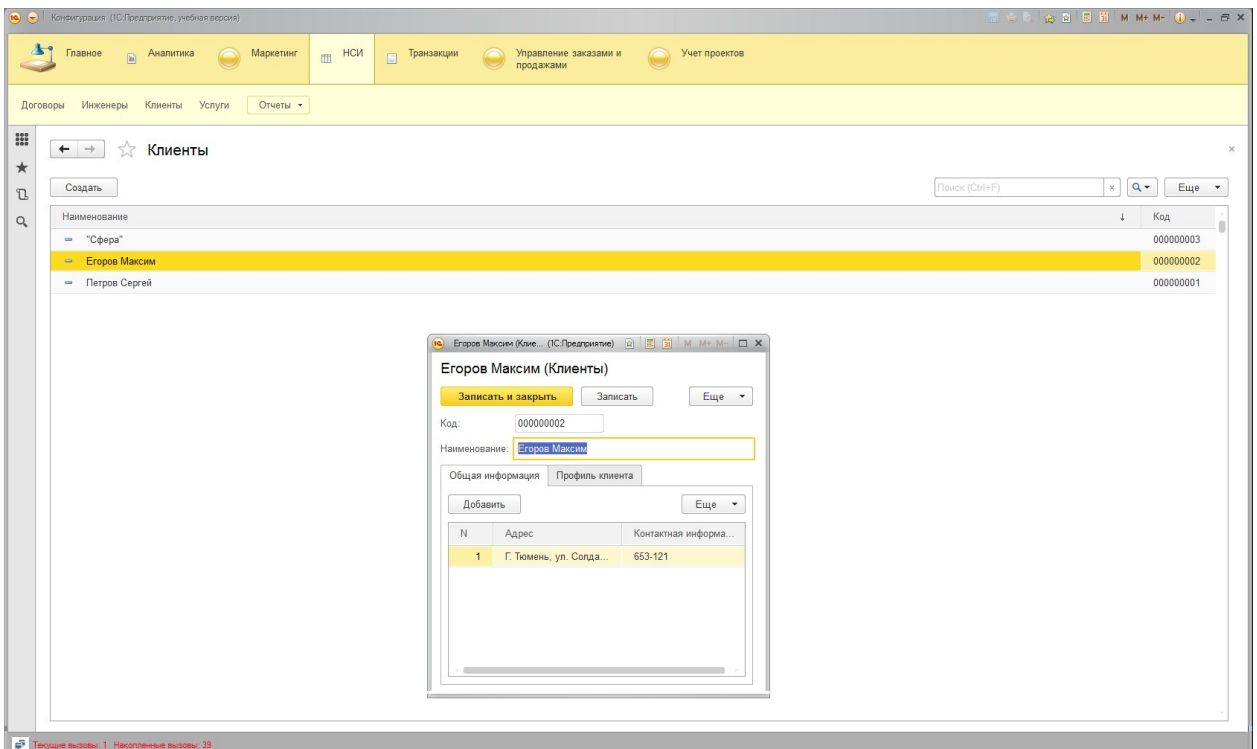 Конфигурация (1С:Предприятие, учебная версия)
M M+ M-
Главное Аналитика Маркетинг НСИ Транзакции Управление заказами и продажами Учет проектов
Договоры Инженеры Клиенты Услуги Отчеты
Клиенты
Создать Поиск (Ctrl+F) × Еще
Наименование ↓ Код
"Сфера" 000000003
Егоров Максим 000000002
Петров Сергей 000000001
Егоров Максим (Клие... (1С:Предприятие) M M+ M-
Егоров Максим (Клиенты)
Записать и закрыть Записать Еще
Код: 000000002
Наименование: Егоров Максим
Общая информация Профиль клиента
Добавить Еще
N Адрес Контактная информа...
1 Г. Тюмень, ул. Солда... 653-121
Текущие вызовы: 1 Накопленные вызовы: 39